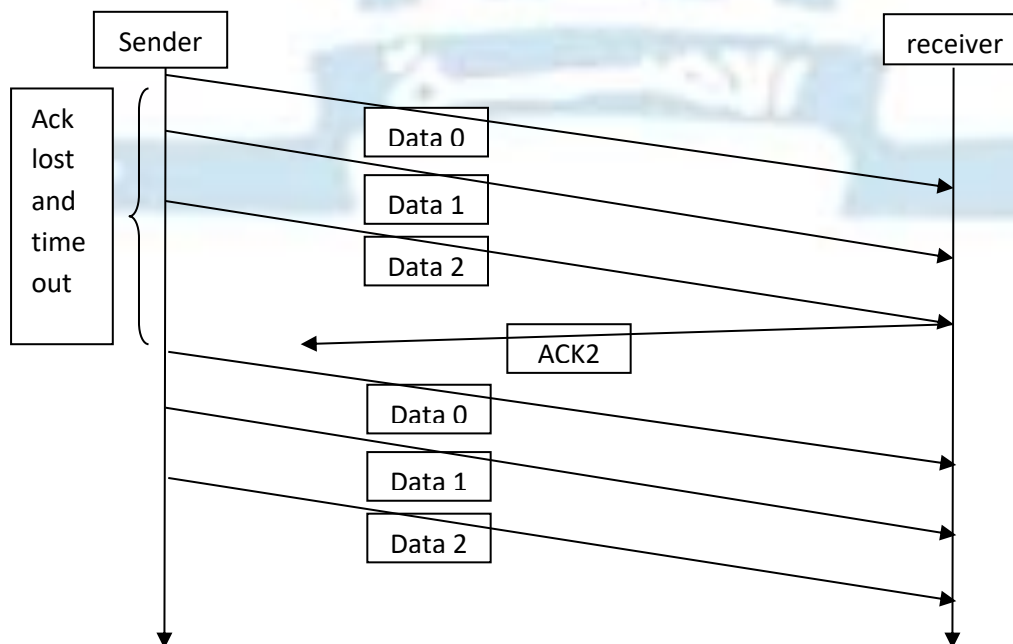 Sender
receiver
Ack
lost
and
time
out
Data 0
Data 1
Data 2
ACK2
Data 0
Data 1
Data 2